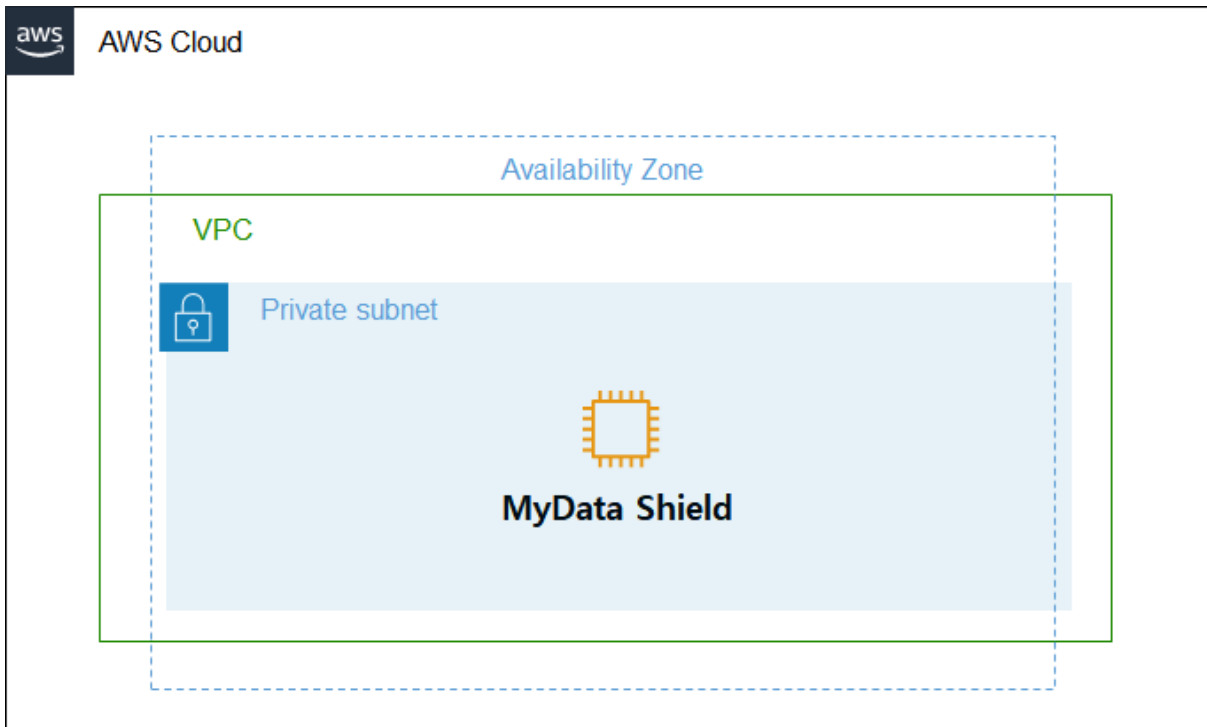 aws
AWS Cloud
Availability Zone
VPC
Private subnet
MyData Shield